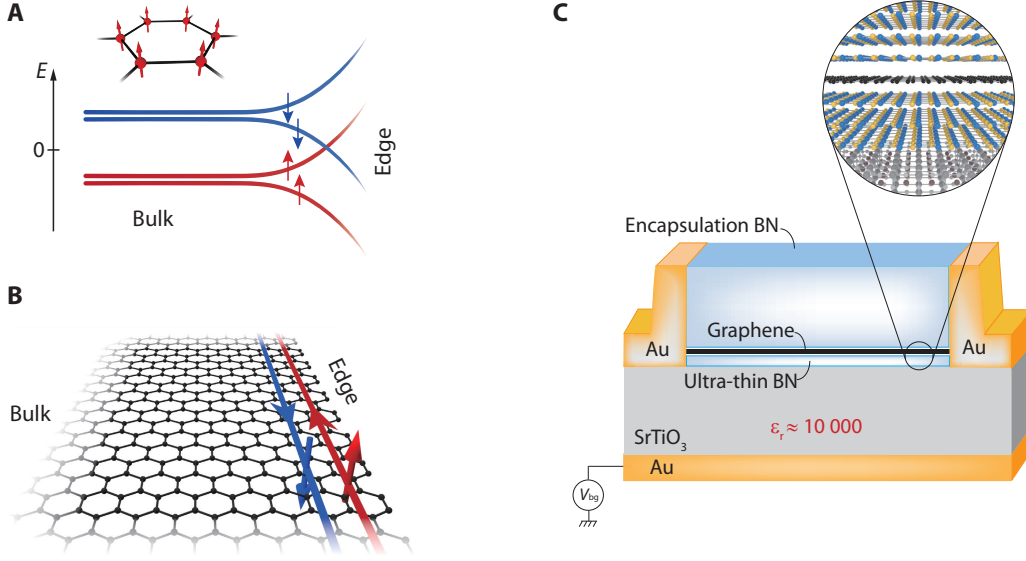 A
E
0
Bulk
Edge
B
Bulk
Edge
C
Encapsulation BN
Graphene
Au
Au
Ultra-thin BN
εr ≈ 10 000
SrTiO3
Au
Vbg